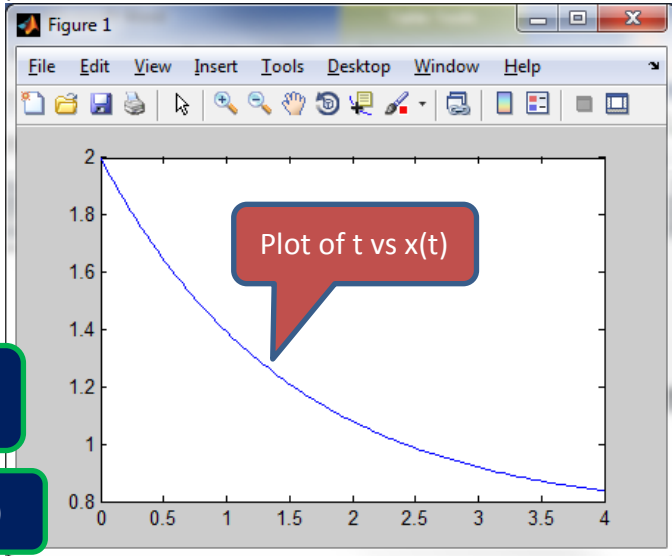 Figure 1
File Edit View Insert Tools Desktop Window Help
2
1.8
1.6
1.4
1.2
1
0.8
Plot of t vs x(t)
0 0.5 1 1.5 2 2.5 3 3.5 4
)